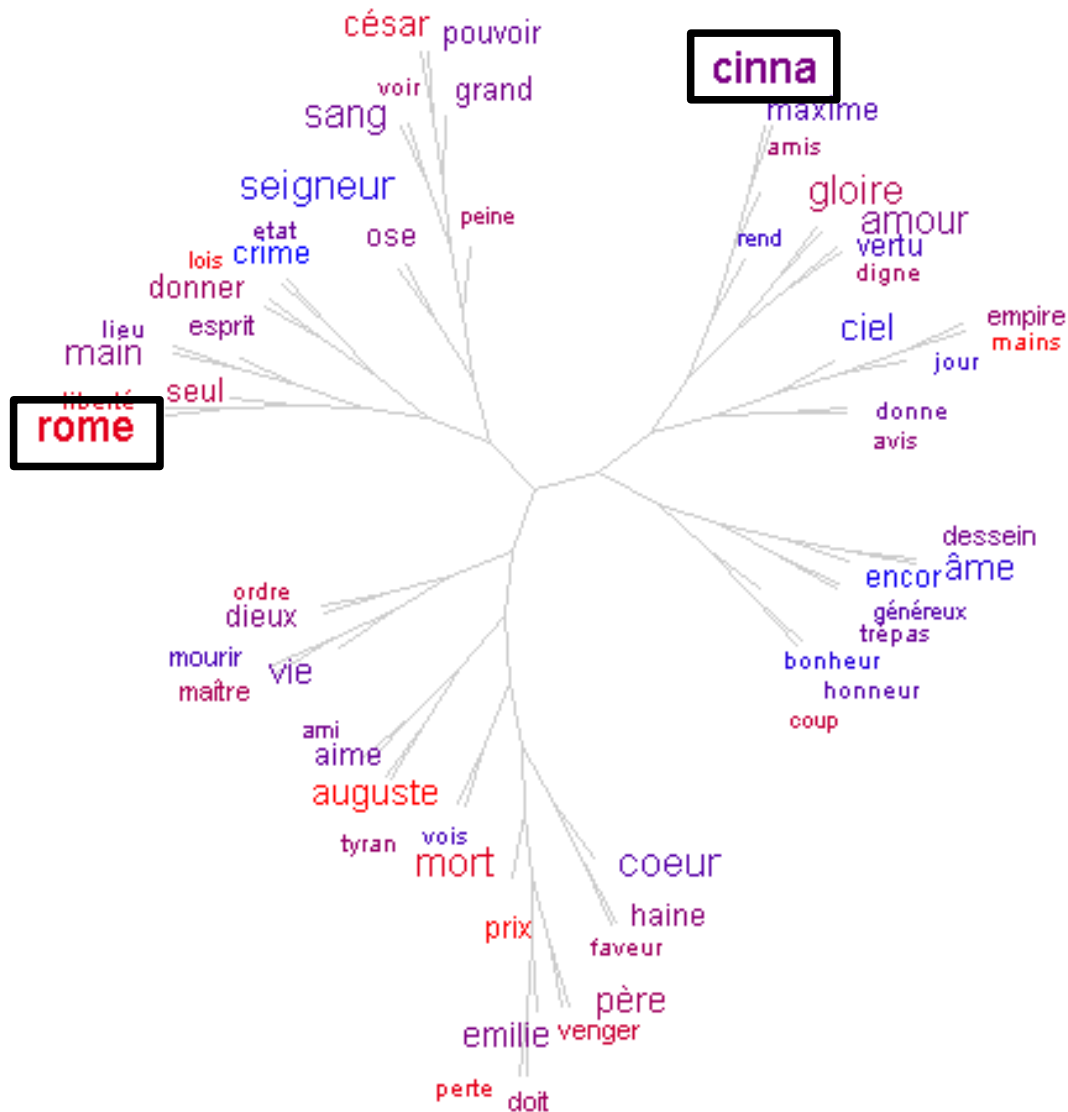 césar
pouvoir
cinna
voir
grand
maxime
sang
amis
seigneur
gloire
peine
amour
etat
ose
rend
vertu
lois
crime
digne
donner
lieu
esprit
ciel
empire
main
mains
jour
liberté
seul
donne
rome
avis
dessein
encor
âme
ordre
dieux
généreux
trépas
mourir
vie
bonheur
maître
honneur
ami
coup
aime
auguste
tyran
vois
mort
coeur
prix
haine
faveur
père
emilie
venger
perte
doit